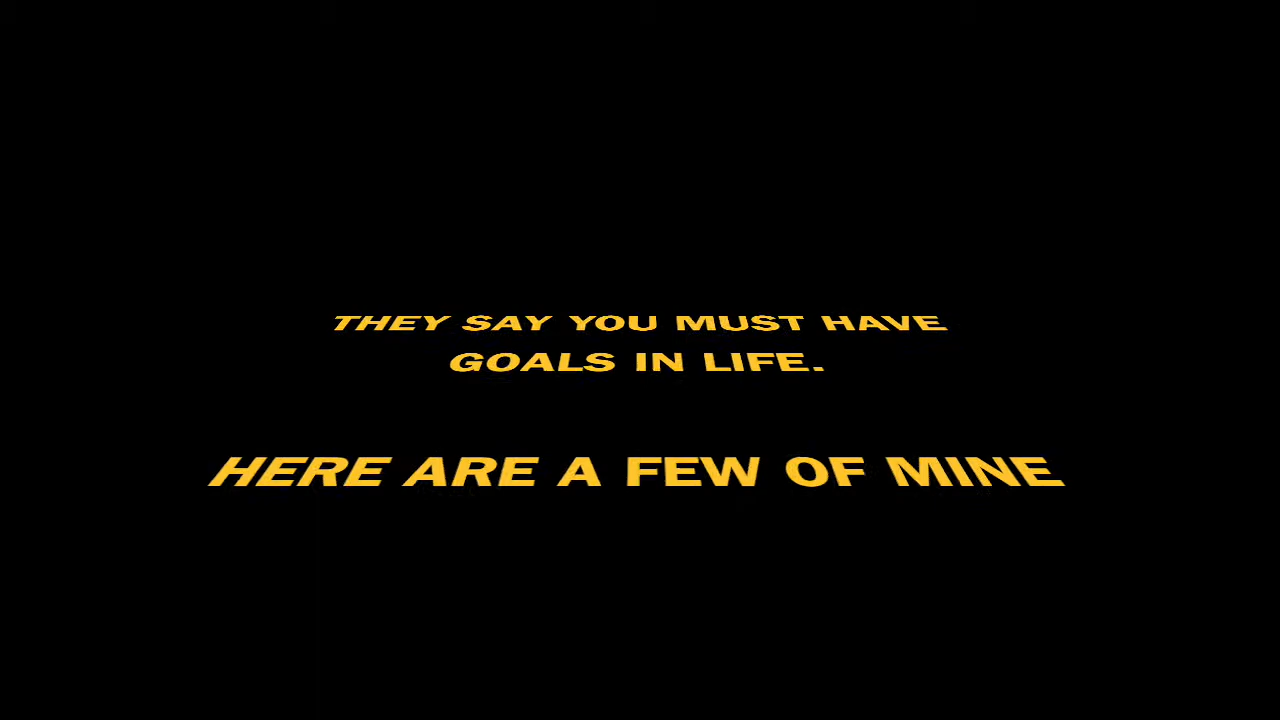 THEY SAY YOU MUST HAVE
GOALS IN LIFE.
HERE ARE A FEW OF MINE